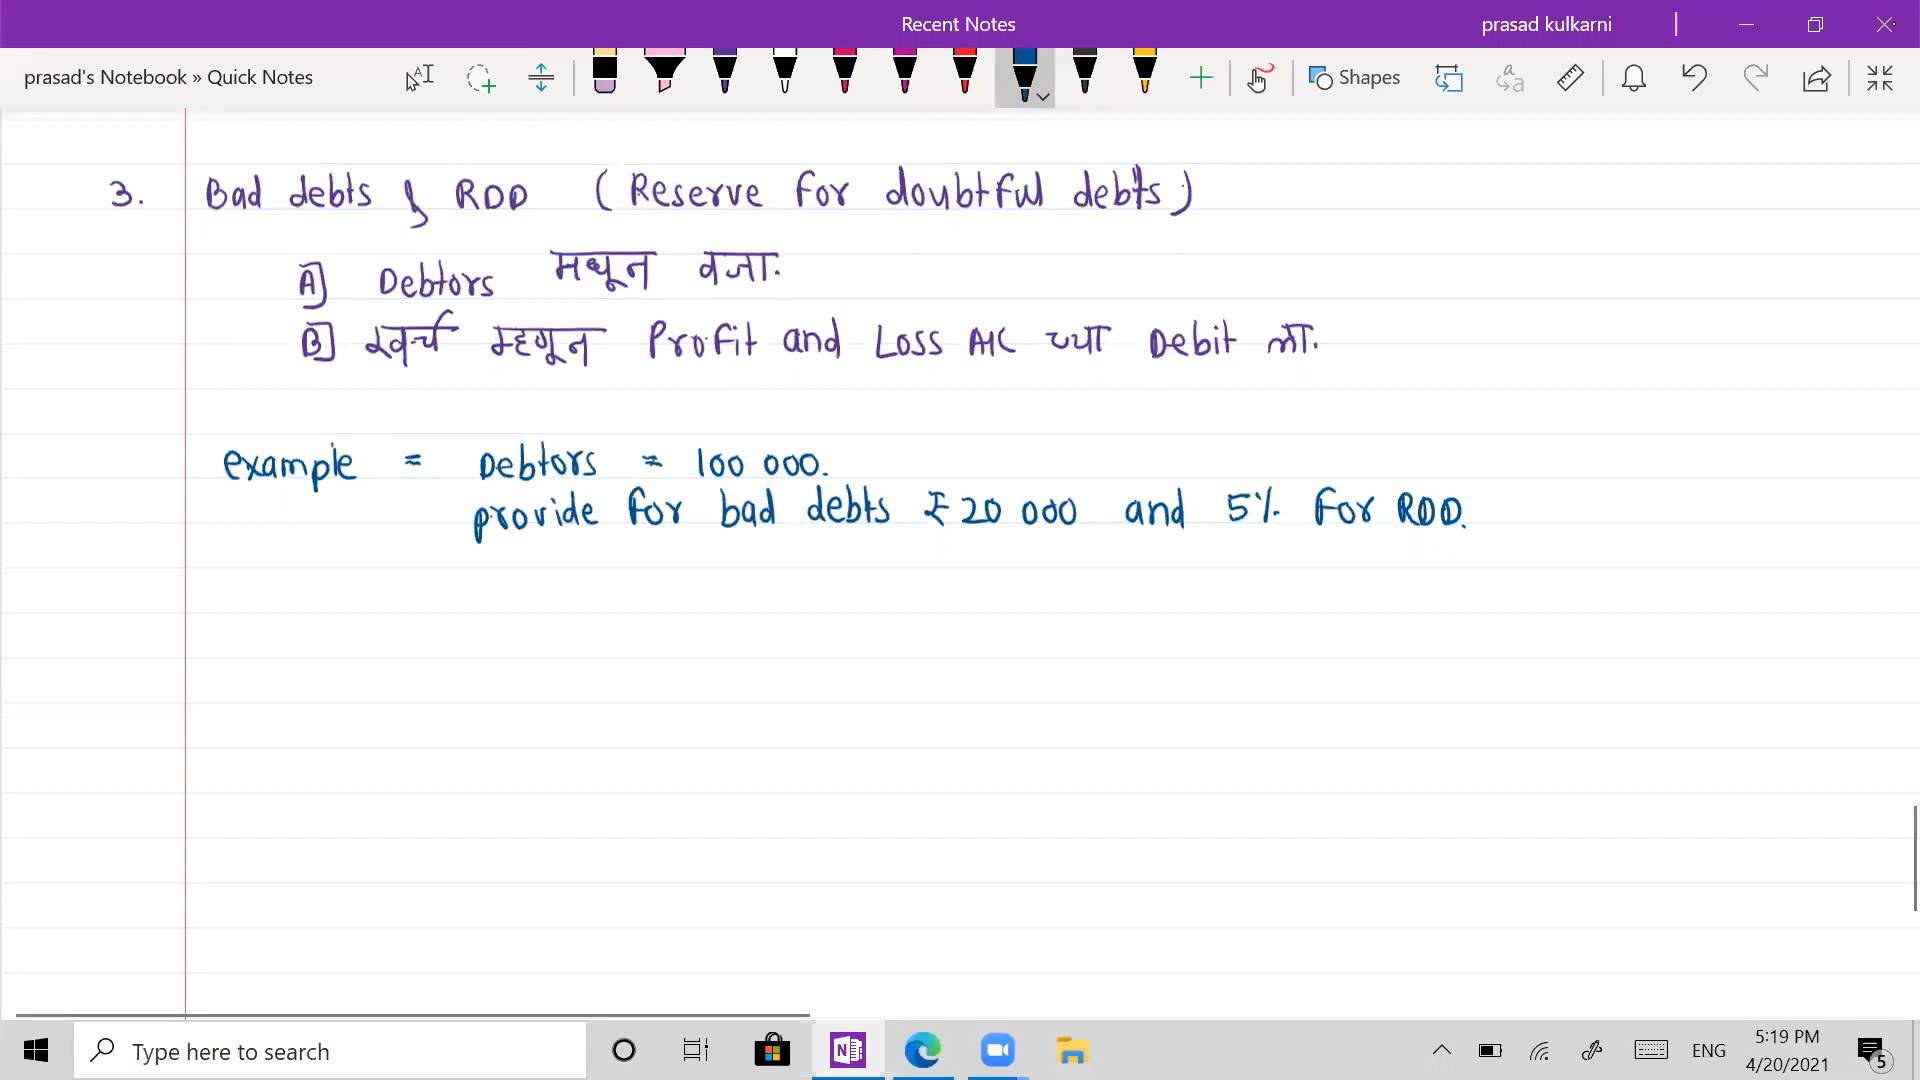 Recent Notes
prasad kulkarni
prasad's Notebook » Quick Notes
Shapes
3. Bad debts & RDD (Reserve for doubtful debts)
A] Debtors मधून वजा.
B] खर्च म्हणून Profit and Loss A/C च्या Debit ला.
example = Debtors = 100 000.
provide for bad debts ₹ 20 000 and 5% for RDD.
Type here to search
ENG
5:19 PM
4/20/2021
5